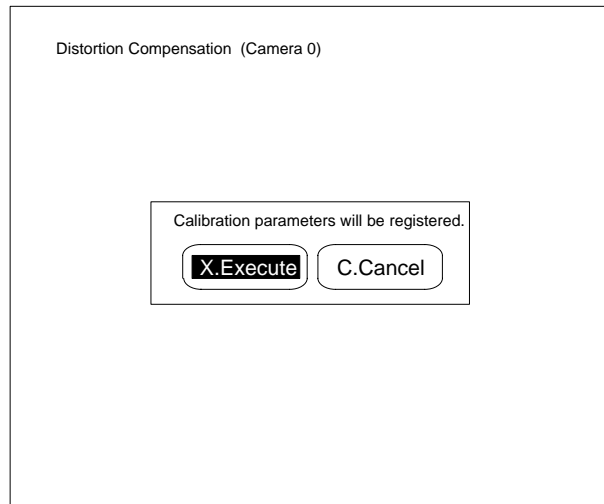 Distortion Compensation  (Camera 0)
Calibration parameters will be registered.
X.Execute C.Cancel